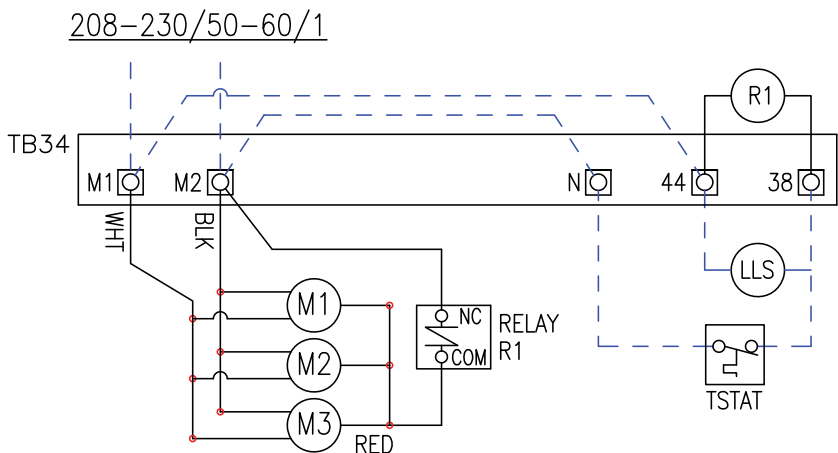 208-230/50-60/1
R1
TB34
M1 M2 N 44 38
WHT BLK
LLS
M1
NC RELAY
COM R1
M2
TSTAT
M3
RED